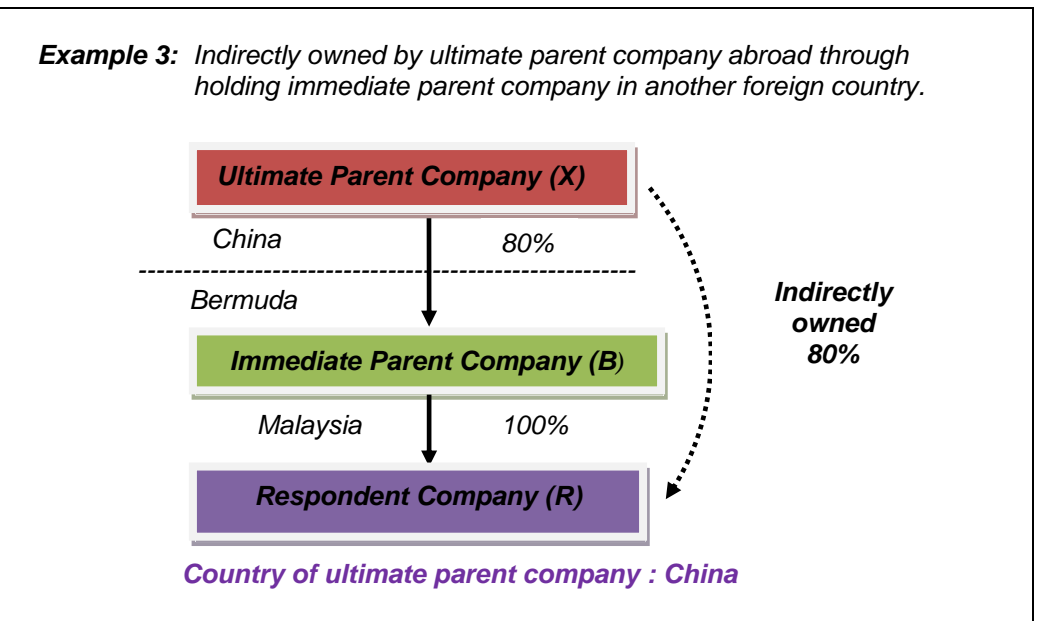 Example 3: Indirectly owned by ultimate parent company abroad through
holding immediate parent company in another foreign country.
Ultimate Parent Company (X)
China 80%
Bermuda
Indirectly
owned
80%
Immediate Parent Company (B)
Malaysia 100%
Respondent Company (R)
Country of ultimate parent company : China